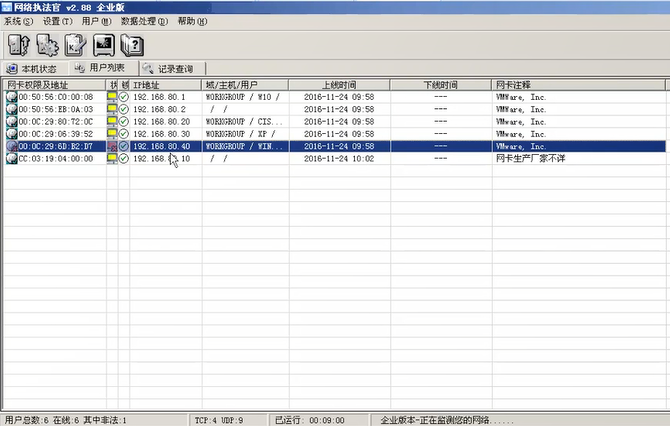 网络执法官 v2.88 企业版
系统(S) 设置(T) 用户(U) 数据处理(D) 帮助(H)
本机状态 用户列表 记录查询
网卡权限及地址 状 锁 IP地址 域/主机/用户 上线时间 下线时间 网卡注释
00:50:56:C0:00:08 192.168.80.1 WORKGROUP / W10 / 2016-11-24 09:58 --- VMWare, Inc.
00:50:56:EB:0A:03 192.168.80.2 / / 2016-11-24 09:58 --- VMWare, Inc.
00:0C:29:80:72:0C 192.168.80.20 WORKGROUP / CIS... 2016-11-24 09:58 --- VMWare, Inc.
00:0C:29:06:39:52 192.168.80.30 WORKGROUP / XP / 2016-11-24 09:58 --- VMWare, Inc.
00:0C:29:6D:B2:D7 192.168.80.40 WORKGROUP / WIN... 2016-11-24 09:58 --- VMWare, Inc.
CC:03:19:04:00:00 / / 2016-11-24 10:02 --- 网卡生产厂家不详
用户总数:6 在线:6 其中非法:1 TCP:4 UDP:9 已运行: 00:09:00 企业版本-正在监测您的网络......